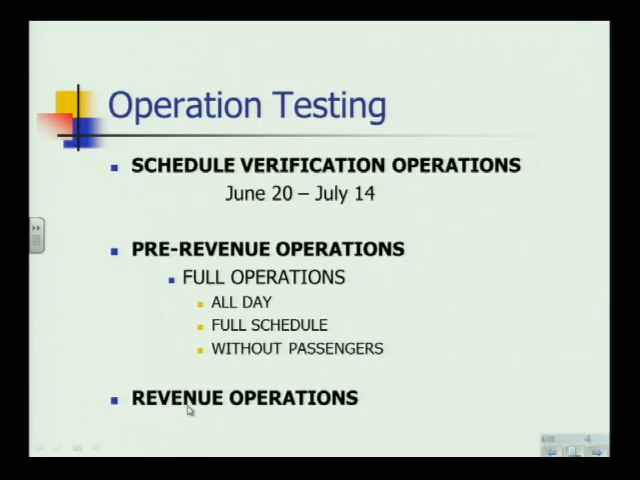 Operation Testing
SCHEDULE VERIFICATION OPERATIONS
June 20 – July 14
PRE-REVENUE OPERATIONS
FULL OPERATIONS
ALL DAY
FULL SCHEDULE
WITHOUT PASSENGERS
REVENUE OPERATIONS
4